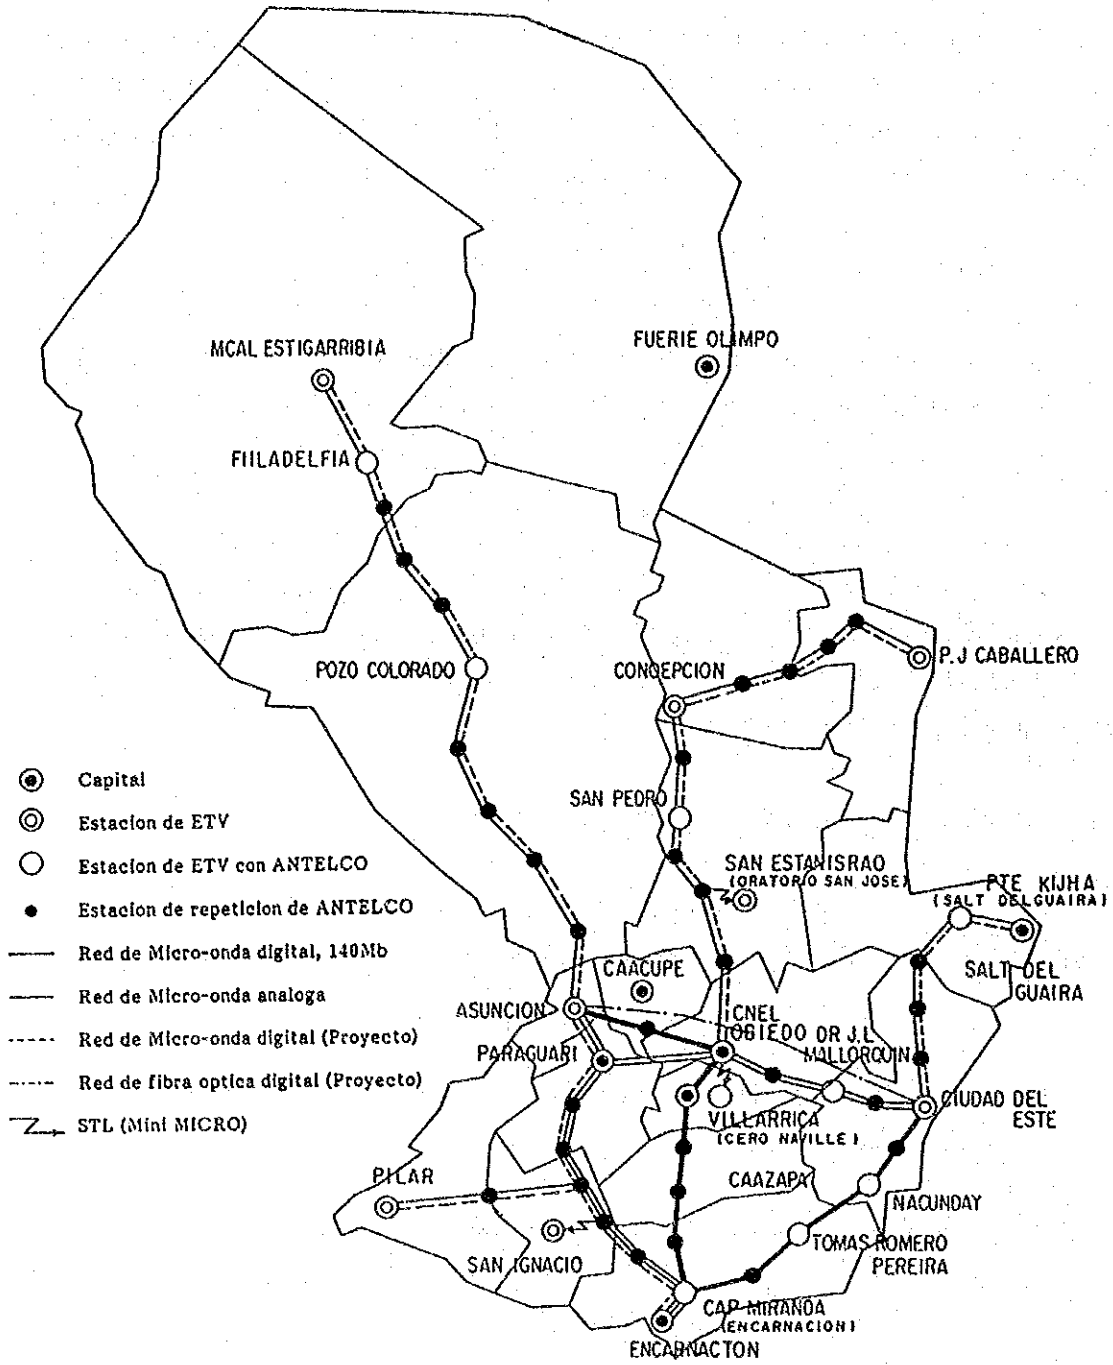 MCAL ESTIGARRIBIA
FUERIE OLIMPO
FIILADELFIA
POZO COLORADO
CONCEPCION
P.J CABALLERO
Capital
Estacion de ETV
Estacion de ETV con ANTELCO
Estacion de repeticion de ANTELCO
Red de Micro-onda digital, 140Mb
Red de Micro-onda analoga
Red de Micro-onda digital (Proyecto)
Red de fibra optica digital (Proyecto)
STL (Mini MICRO)
SAN PEDRO
SAN ESTANISRAO
(ORATORIO SAN JOSE)
PTE KIJHA
(SALT DELGUAIRA)
SALT DEL
GUAIRA
CAACUPE
ASUNCION
CNEL
OBIEDO
DR J.L
MALLORQUIN
PARAGUARI
CIUDAD DEL
ESTE
VILLARRICA
(CERO NAVILLE)
PILAR
CAAZAPA
NACUNDAY
SAN IGNACIO
TOMAS ROMERO
PEREIRA
CAP MIRANDA
(ENCARNACION)
ENCARNACTON